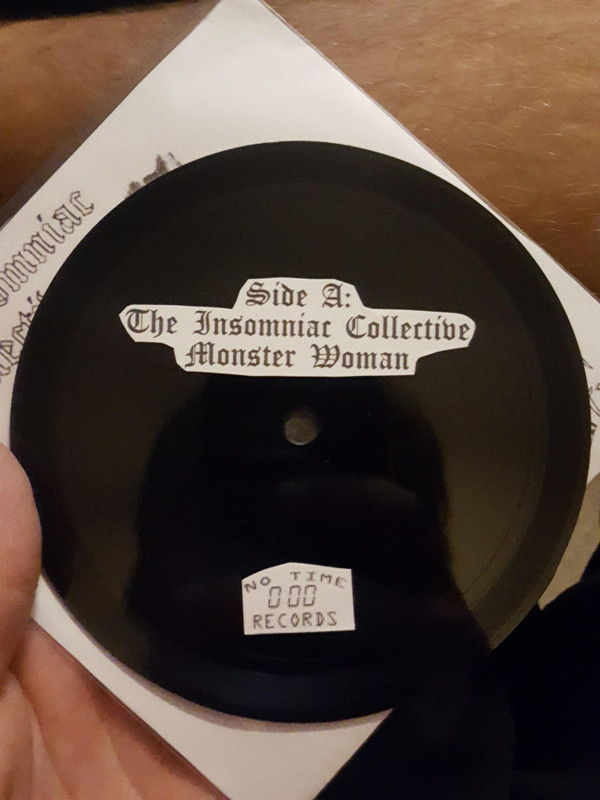 Side A:
The Insomniac Collective
Monster Woman
NO TIME
0:00
RECORDS